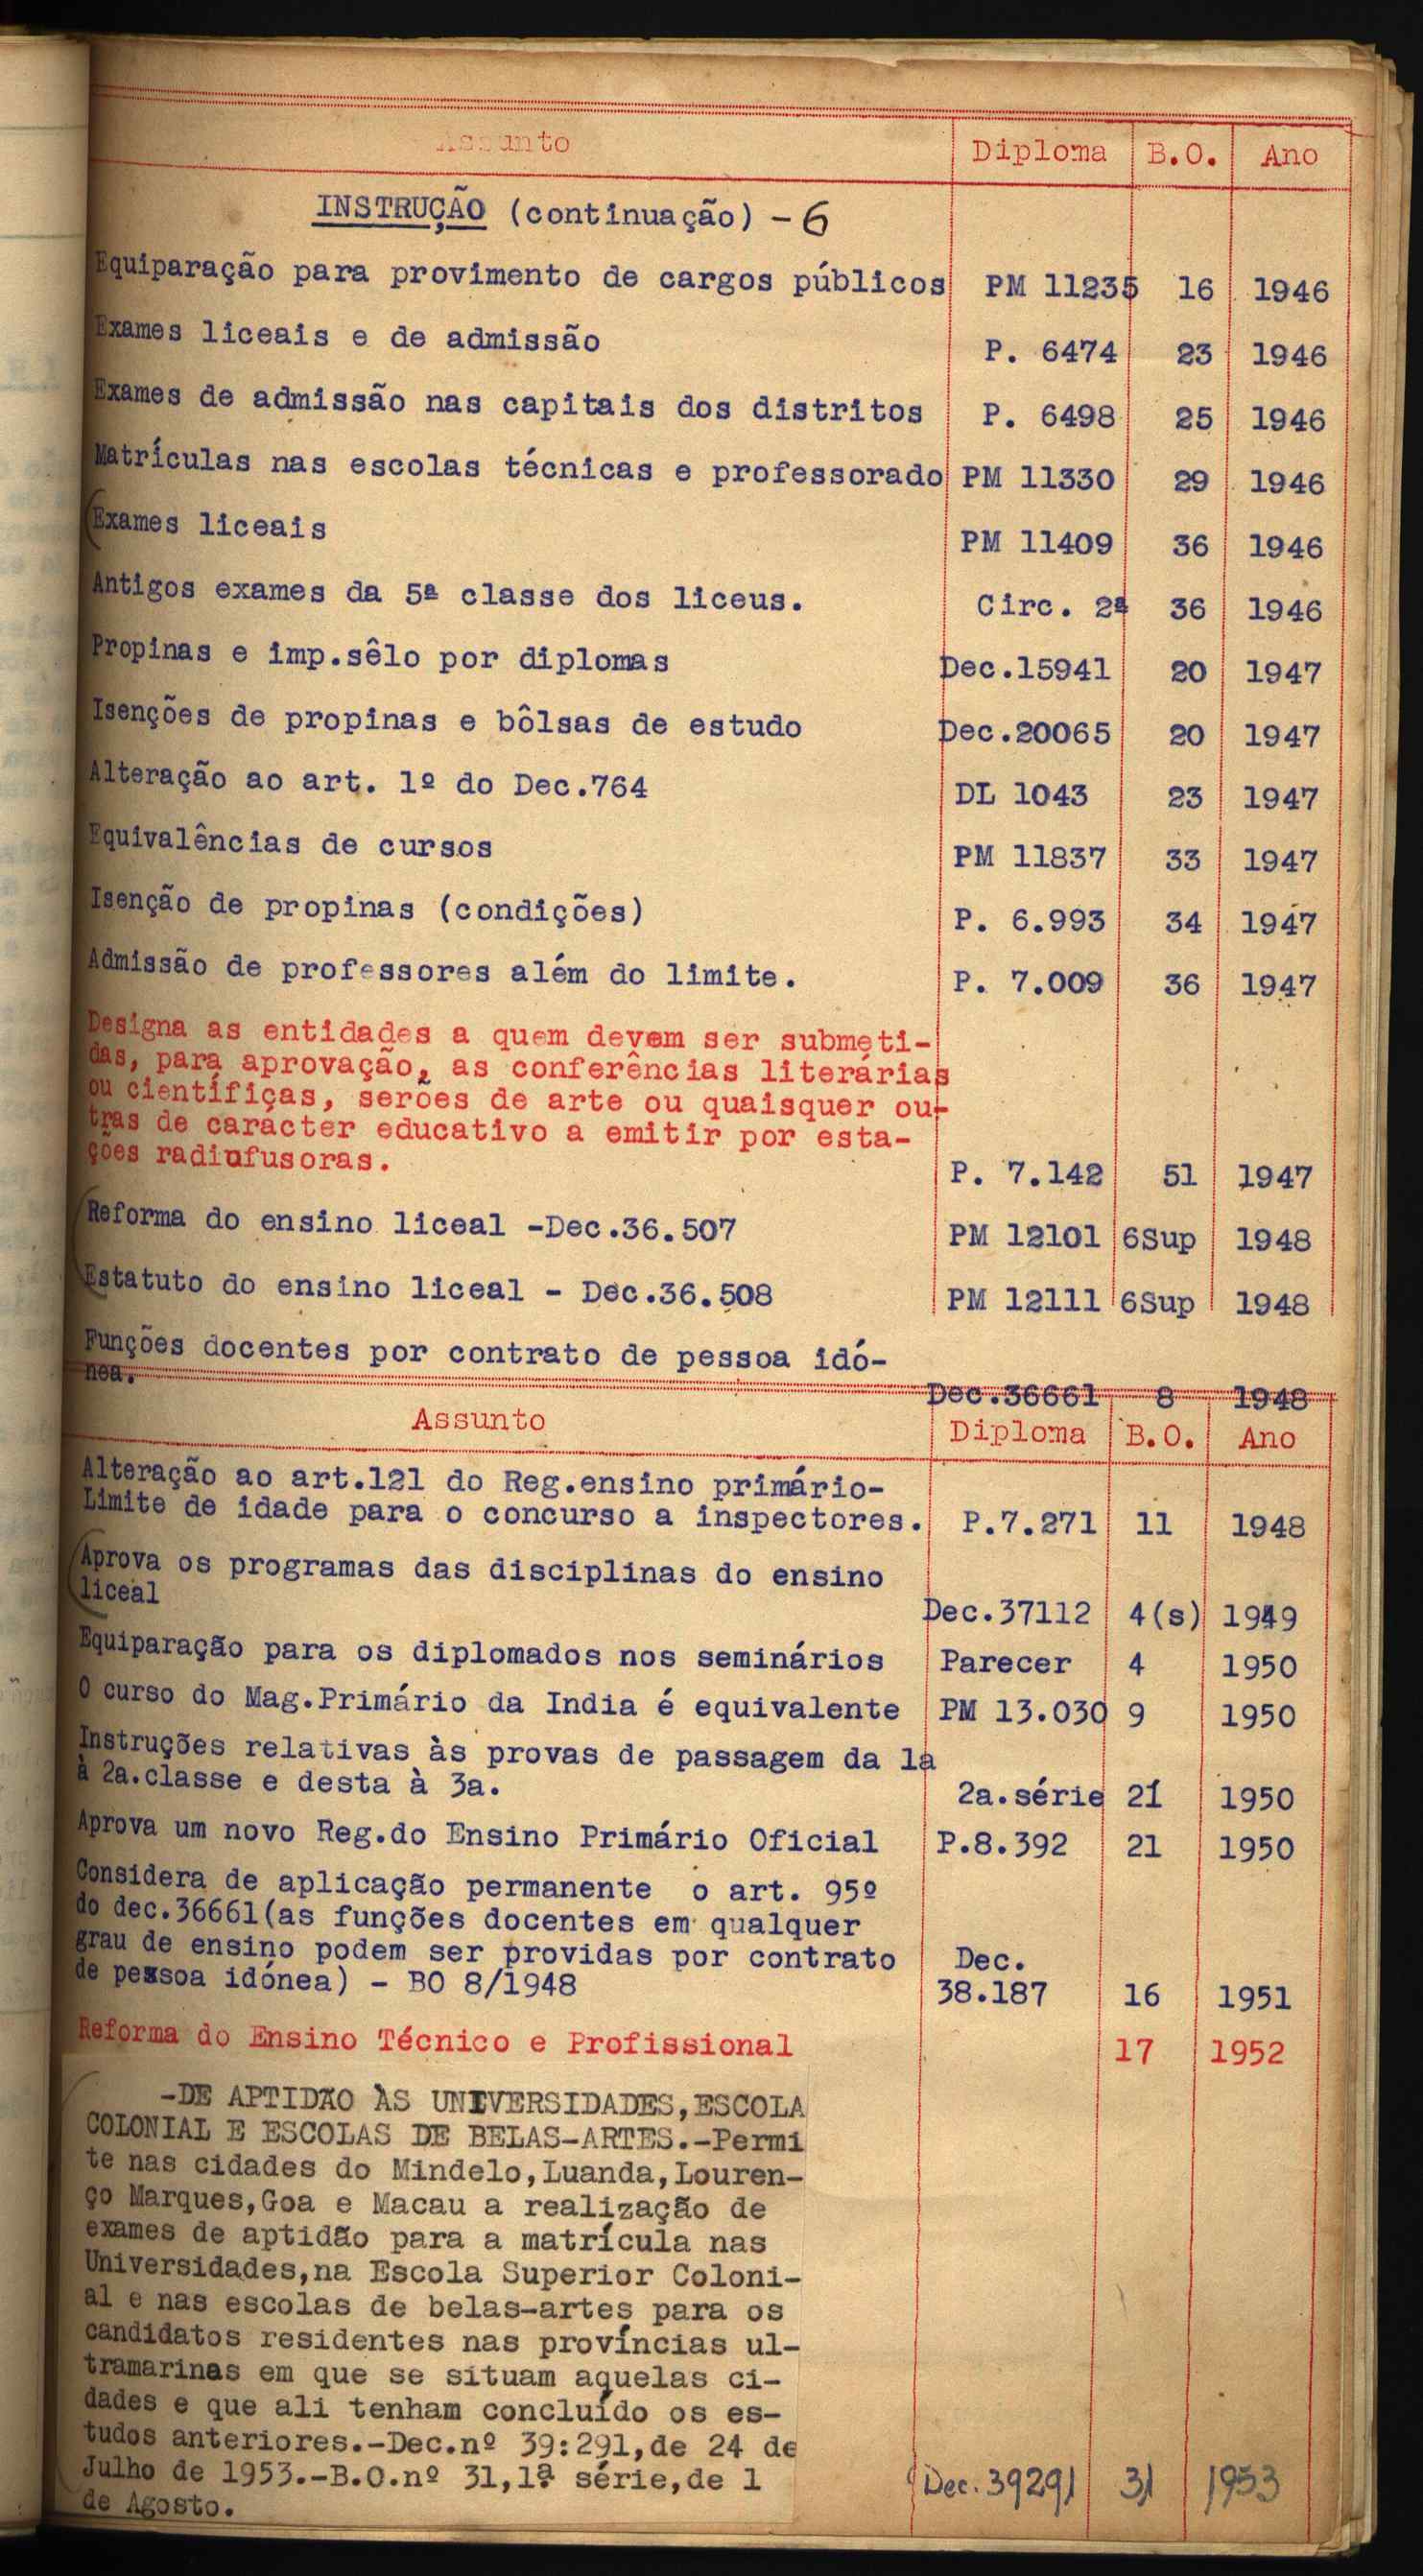 Assunto Diploma B.O. Ano
INSTRUÇÃO (continuação) - 6
Equiparação para provimento de cargos públicos PM 11235 16 1946
Exames liceais e de admissão P. 6474 23 1946
Exames de admissão nas capitais dos distritos P. 6498 25 1946
Matrículas nas escolas técnicas e professorado PM 11330 29 1946
Exames liceais PM 11409 36 1946
Antigos exames da 5ª classe dos liceus. Circ. 2ª 36 1946
Propinas e imp.sêlo por diplomas Dec.15941 20 1947
Isenções de propinas e bôlsas de estudo Dec.20065 20 1947
Alteração ao art. 1º do Dec.764 DL 1043 23 1947
Equivalências de cursos PM 11837 33 1947
Isenção de propinas (condições) P. 6.993 34 1947
Admissão de professores além do limite. P. 7.009 36 1947
Designa as entidades a quem devem ser submeti-
das, para aprovação, as conferências literárias
ou científiças, serões de arte ou quaisquer ou-
tras de caracter educativo a emitir por esta-
ções radiufusoras. P. 7.142 51 1947
Reforma do ensino liceal -Dec.36.507 PM 12101 6Sup 1948
Estatuto do ensino liceal - Dec.36.508 PM 12111 6Sup 1948
Funções docentes por contrato de pessoa idó-
nea. Dec.36661 8 1948
Assunto Diploma B.O. Ano
Alteração ao art.121 do Reg.ensino primário-
Limite de idade para o concurso a inspectores. P.7.271 11 1948
Aprova os programas das disciplinas do ensino
liceal Dec.37112 4(s) 1949
Equiparação para os diplomados nos seminários Parecer 4 1950
O curso do Mag.Primário da India é equivalente PM 13.030 9 1950
Instruções relativas às provas de passagem da 1a
à 2a.classe e desta à 3a. 2a.série 21 1950
Aprova um novo Reg.do Ensino Primário Oficial P.8.392 21 1950
Considera de aplicação permanente o art. 95º
do dec.36661(as funções docentes em qualquer
grau de ensino podem ser providas por contrato Dec.
de pessoa idónea) - BO 8/1948 38.187 16 1951
Reforma do Ensino Técnico e Profissional 17 1952
-DE APTIDÃO ÀS UNIVERSIDADES,ESCOLA
COLONIAL E ESCOLAS DE BELAS-ARTES.-Permi
te nas cidades do Mindelo,Luanda,Louren-
ço Marques,Goa e Macau a realização de
exames de aptidão para a matrícula nas
Universidades,na Escola Superior Coloni-
al e nas escolas de belas-artes para os
candidatos residentes nas províncias ul-
tramarinas em que se situam aquelas ci-
dades e que ali tenham concluído os es-
tudos anteriores.-Dec.nº 39:291,de 24 de
Julho de 1953.-B.O.nº 31,1ª série,de 1
de Agosto. Dec. 39291 31 1953